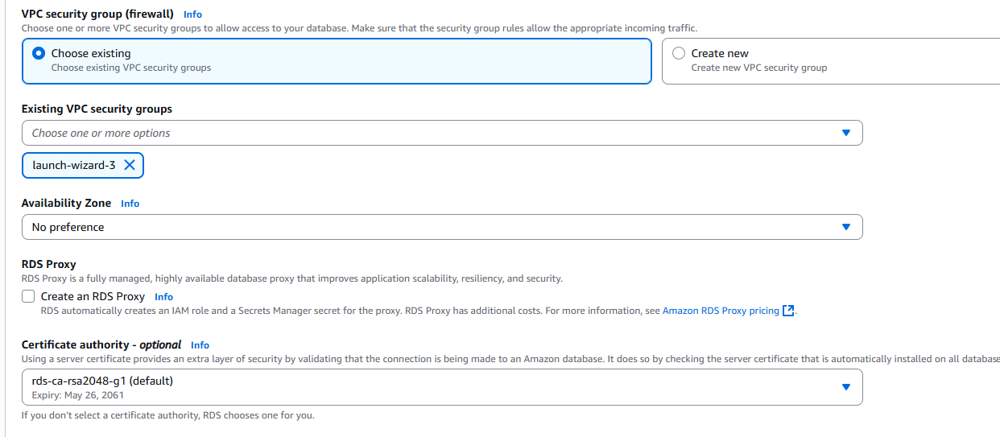 VPC security group (firewall) Info
Choose one or more VPC security groups to allow access to your database. Make sure that the security group rules allow the appropriate incoming traffic.
Choose existing
Choose existing VPC security groups
Create new
Create new VPC security group
Existing VPC security groups
Choose one or more options
launch-wizard-3
Availability Zone Info
No preference
RDS Proxy
RDS Proxy is a fully managed, highly available database proxy that improves application scalability, resiliency, and security.
Create an RDS Proxy Info
RDS automatically creates an IAM role and a Secrets Manager secret for the proxy. RDS Proxy has additional costs. For more information, see Amazon RDS Proxy pricing.
Certificate authority - optional Info
Using a server certificate provides an extra layer of security by validating that the connection is being made to an Amazon database. It does so by checking the server certificate that is automatically installed on all database
rds-ca-rsa2048-g1 (default)
Expiry: May 26, 2061
If you don't select a certificate authority, RDS chooses one for you.